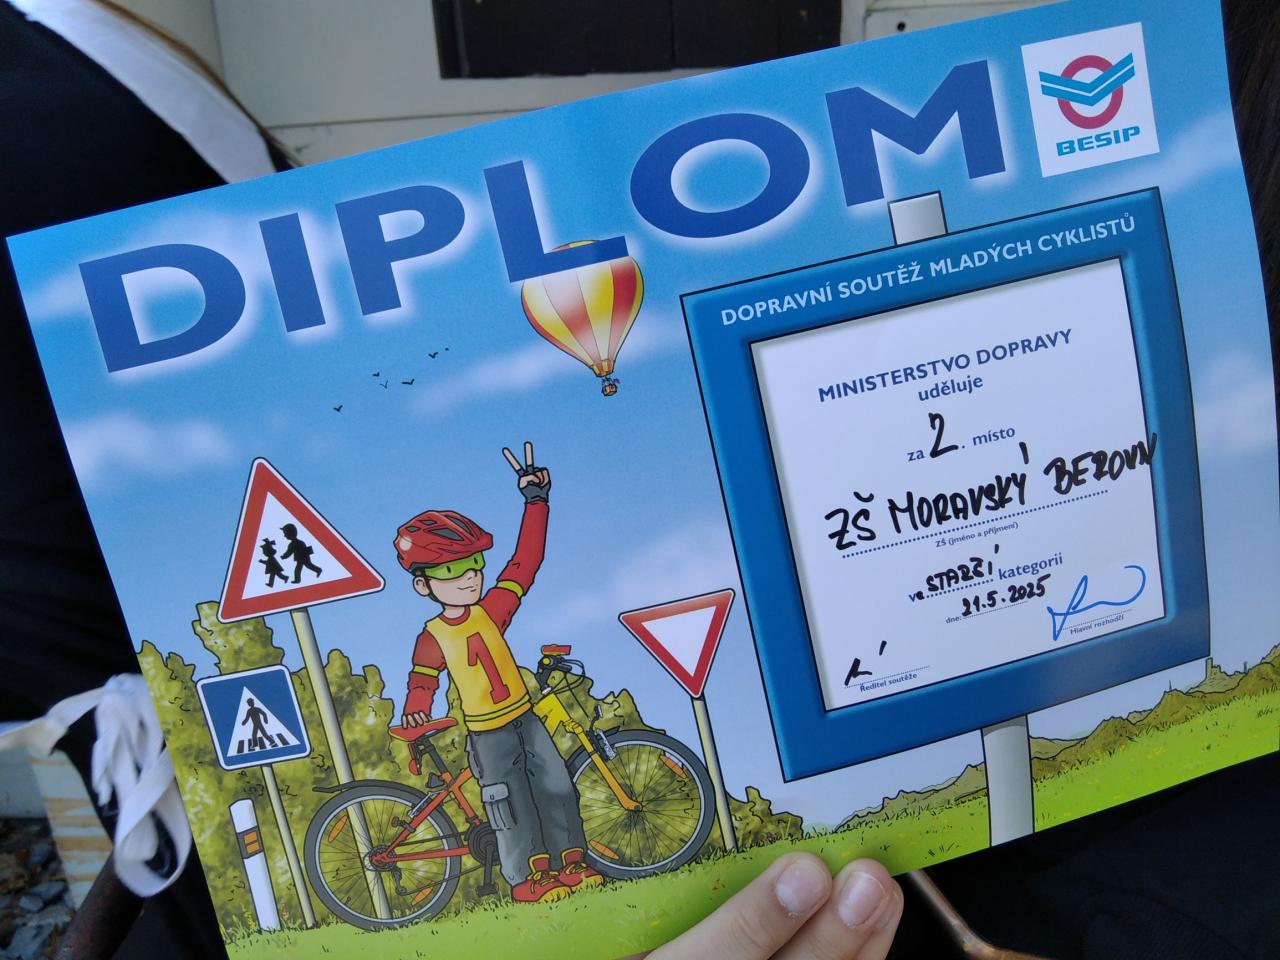 DIPLOM
BESIP
DOPRAVNÍ SOUTĚŽ MLADÝCH CYKLISTŮ
MINISTERSTVO DOPRAVY
uděluje
za 2. místo
ZŠ MORAVSKÝ BEROUN
ZŠ (jméno a příjmení)
ve STARŠÍ kategorii
dne: 21.5.2025
Hlavní rozhodčí
Ředitel soutěže
1